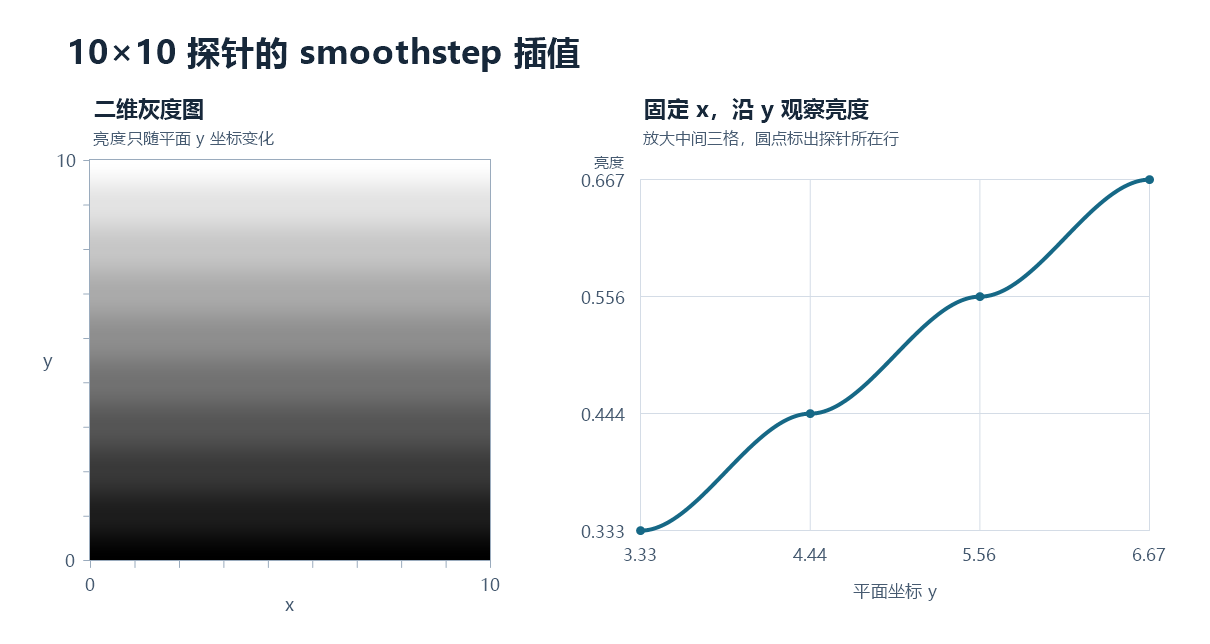 10×10 探针的 smoothstep 插值
二维灰度图
亮度只随平面 y 坐标变化
10
y
0
0
10
x
固定 x，沿 y 观察亮度
放大中间三格，圆点标出探针所在行
亮度
0.667
0.556
0.444
0.333
3.33
4.44
5.56
6.67
平面坐标 y